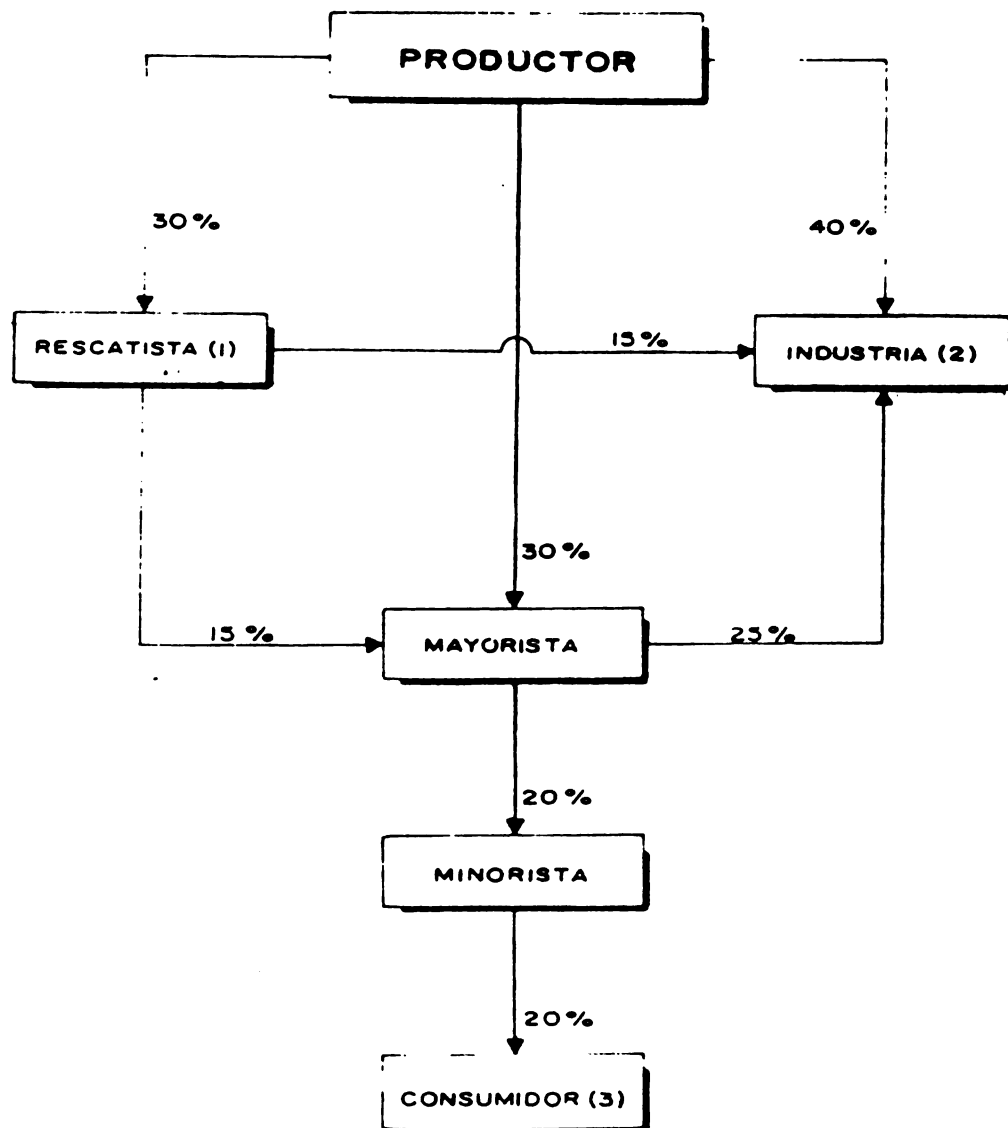 PRODUCTOR
30%
40%
RESCATISTA (1)
15%
INDUSTRIA (2)
30%
15%
MAYORISTA
25%
20%
MINORISTA
20%
CONSUMIDOR (3)